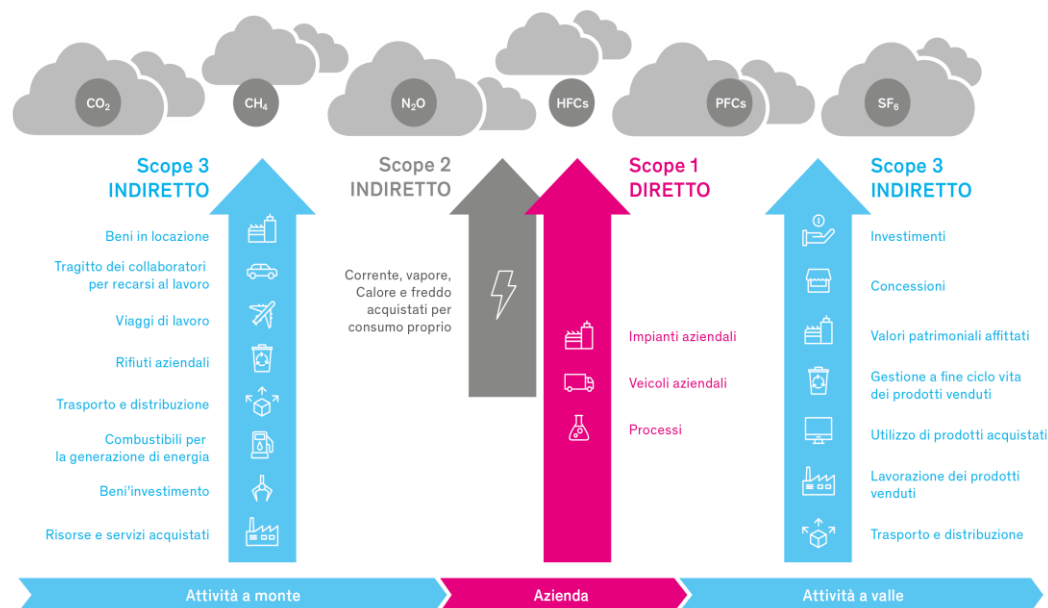 CO₂
CH₄
N₂O
HFCs
PFCs
SF₆
Scope 3
INDIRETTO
Beni in locazione
Tragitto dei collaboratori
per recarsi al lavoro
Viaggi di lavoro
Rifiuti aziendali
Trasporto e distribuzione
Combustibili per
la generazione di energia
Beni'investimento
Risorse e servizi acquistati
Scope 2
INDIRETTO
Corrente, vapore,
Calore e freddo
acquistati per
consumo proprio
Scope 1
DIRETTO
Impianti aziendali
Veicoli aziendali
Processi
Scope 3
INDIRETTO
Investimenti
Concessioni
Valori patrimoniali affittati
Gestione a fine ciclo vita
dei prodotti venduti
Utilizzo di prodotti acquistati
Lavorazione dei prodotti
venduti
Trasporto e distribuzione
Attività a monte
Azienda
Attività a valle